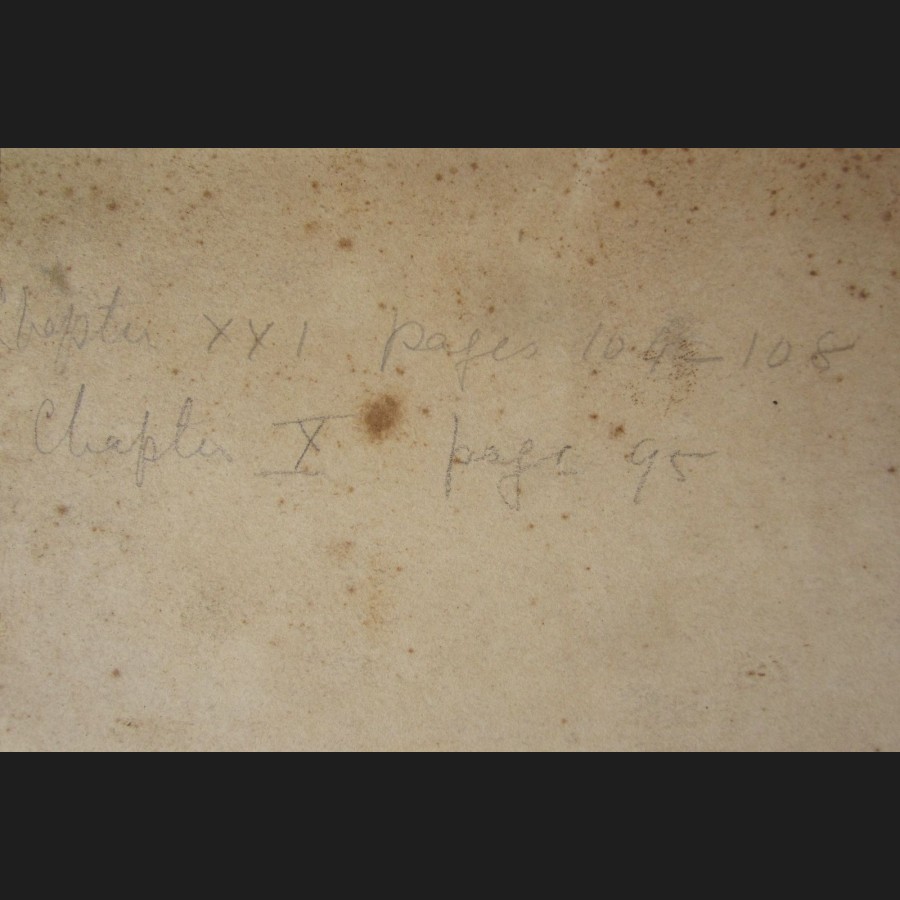 Chapter XXI pages 104-108
Chapter X page 95